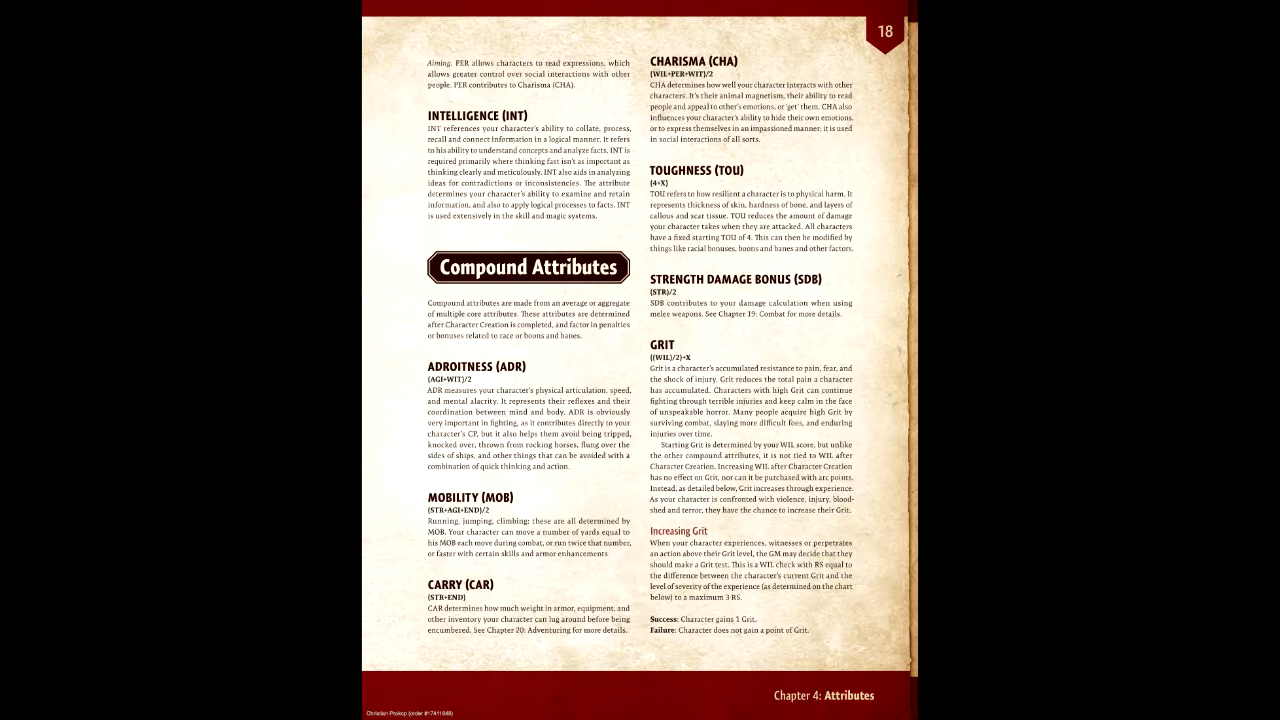 18
Aiming. PER allows characters to read expressions, which
allows greater control over social interactions with other
people. PER contributes to Charisma (CHA).
INTELLIGENCE (INT)
INT references your character's ability to collate, process,
recall and connect information in a logical manner. It refers
to his ability to understand concepts and analyze facts. INT is
required primarily where thinking fast isn't as important as
thinking clearly and meticulously. INT also aids in analyzing
ideas for contradictions or inconsistencies. The attribute
determines your character's ability to examine and retain
information, and also to apply logical processes to facts. INT
is used extensively in the skill and magic systems.
Compound Attributes
Compound attributes are made from an average or aggregate
of multiple core attributes. These attributes are determined
after Character Creation is completed, and factor in penalties
or bonuses related to race or boons and banes.
ADROITNESS (ADR)
(AGI+WIT)/2
ADR measures your character's physical articulation, speed,
and mental alacrity. It represents their reflexes and their
coordination between mind and body. ADR is obviously
very important in fighting, as it contributes directly to your
character's CP, but it also helps them avoid being tripped,
knocked over, thrown from rocking horses, flung over the
sides of ships, and other things that can be avoided with a
combination of quick thinking and action.
MOBILITY (MOB)
(STR+AGI+END)/2
Running, jumping, climbing: these are all determined by
MOB. Your character can move a number of yards equal to
his MOB each move during combat, or run twice that number,
or faster with certain skills and armor enhancements
CARRY (CAR)
(STR+END)
CAR determines how much weight in armor, equipment, and
other inventory your character can lug around before being
encumbered. See Chapter 20: Adventuring for more details.
CHARISMA (CHA)
(WIL+PER+WIT)/2
CHA determines how well your character interacts with other
characters. It's their animal magnetism, their ability to read
people and appeal to other's emotions, or 'get' them. CHA also
influences your character's ability to hide their own emotions,
or to express themselves in an impassioned manner; it is used
in social interactions of all sorts.
TOUGHNESS (TOU)
(4+X)
TOU refers to how resilient a character is to physical harm. It
represents thickness of skin, hardness of bone, and layers of
callous and scar tissue. TOU reduces the amount of damage
your character takes when they are attacked. All characters
have a fixed starting TOU of 4. This can then be modified by
things like racial bonuses, boons and banes and other factors.
STRENGTH DAMAGE BONUS (SDB)
(STR)/2
SDB contributes to your damage calculation when using
melee weapons. See Chapter 19: Combat for more details.
GRIT
((WIL)/2)+X
Grit is a character's accumulated resistance to pain, fear, and
the shock of injury. Grit reduces the total pain a character
has accumulated. Characters with high Grit can continue
fighting through terrible injuries and keep calm in the face
of unspeakable horror. Many people acquire high Grit by
surviving combat, slaying more difficult foes, and enduring
injuries over time.
Starting Grit is determined by your WIL score, but unlike
the other compound attributes, it is not tied to WIL after
Character Creation. Increasing WIL after Character Creation
has no effect on Grit, nor can it be purchased with arc points.
Instead, as detailed below, Grit increases through experience.
As your character is confronted with violence, injury, blood-
shed and terror, they have the chance to increase their Grit.
Increasing Grit
When your character experiences, witnesses or perpetrates
an action above their Grit level, the GM may decide that they
should make a Grit test. This is a WIL check with RS equal to
the difference between the character's current Grit and the
level of severity of the experience (as determined on the chart
below) to a maximum 3 RS.
Success: Character gains 1 Grit.
Failure: Character does not gain a point of Grit.
Chapter 4: Attributes
Christian Prokop (order #17411648)